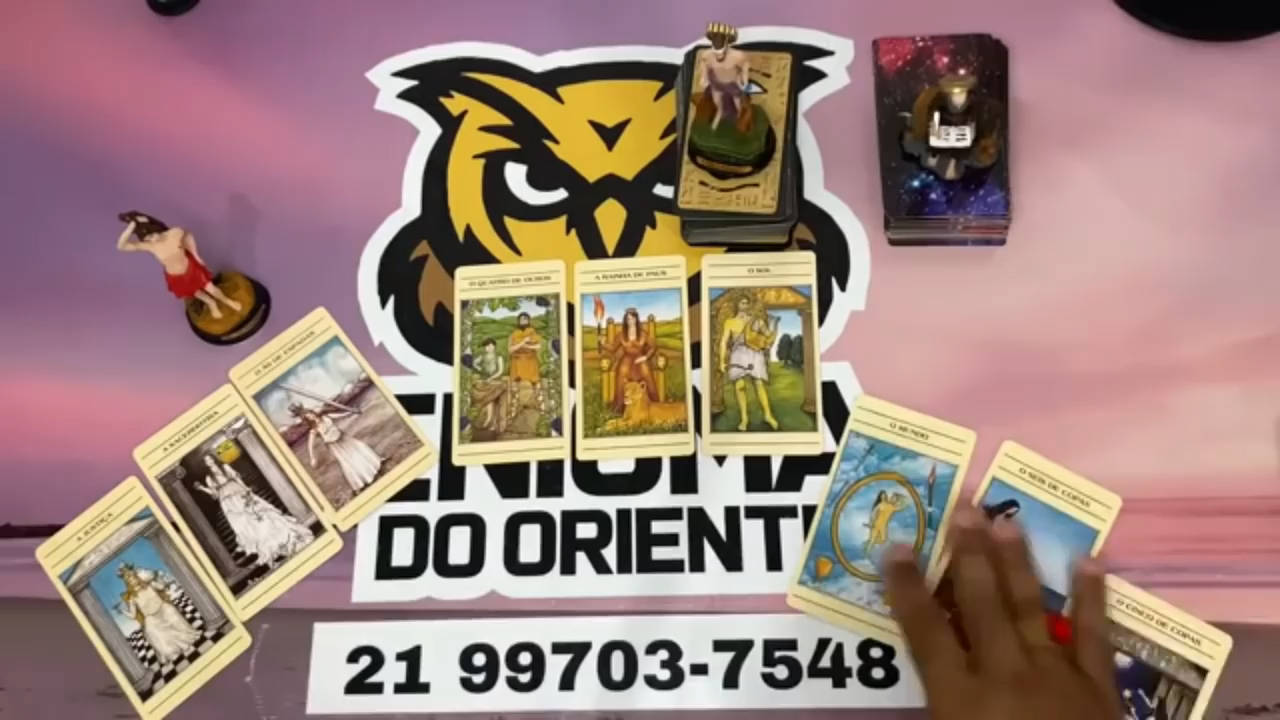 O QUATRO DE OUROS
A RAINHA DE PAUS
O SOL
O ÁS DE ESPADAS
A SACERDOTISA
A JUSTIÇA
O MUNDO
O SEIS DE COPAS
O CINCO DE COPAS
ENIGMA
DO ORIENT
21 99703-7548